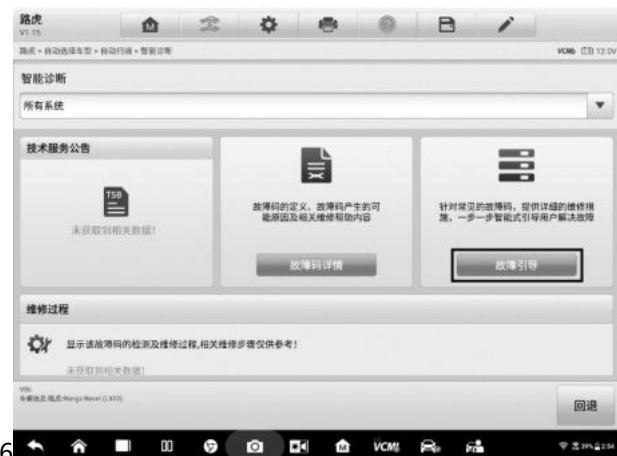 路虎
V1.15
路虎 > 自动选择车型 > 自动扫描 > 智能诊断
VCMI 12.0V
智能诊断
所有系统
技术服务公告
TSB
未获取到相关数据!
故障码的定义、故障码产生的可
能原因及相关维修帮助内容
故障码详情
针对常见的故障码，提供详细的维修措
施，一步一步智能式引导用户解决故障
故障引导
维修过程
显示该故障码的检测及维修过程,相关维修步骤仅供参考!
未获取到相关数据!
VIN:
车辆信息:路虎/Range Rover (L322)
回退
6
VCMI
39% 2:54